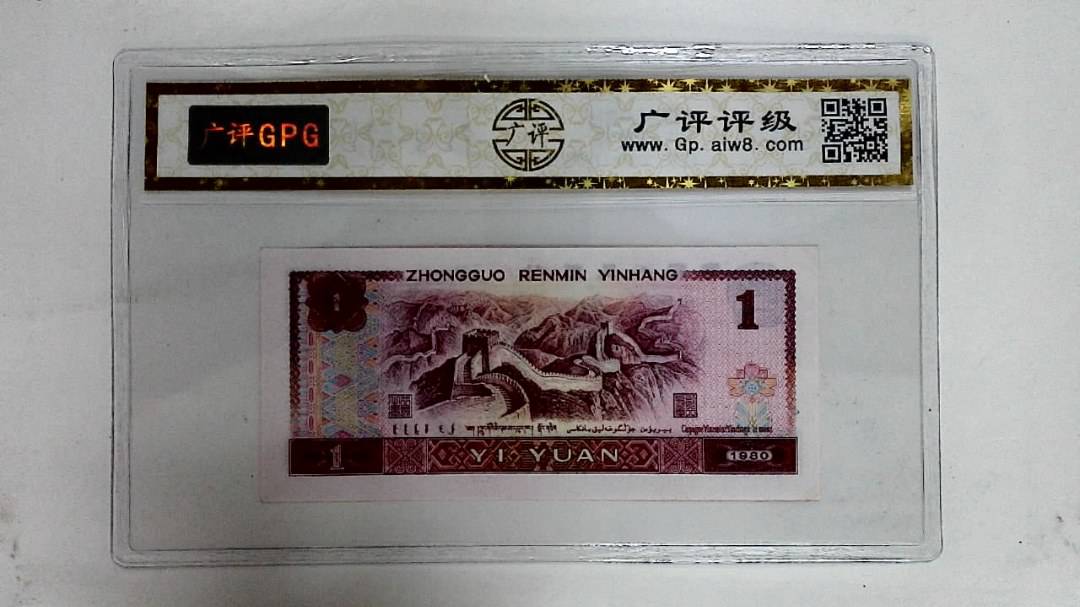 广评GPG
广评
广评评级
www. Gp. aiw8. com
ZHONGGUO RENMIN YINHANG
1
1
1
YI YUAN
1980